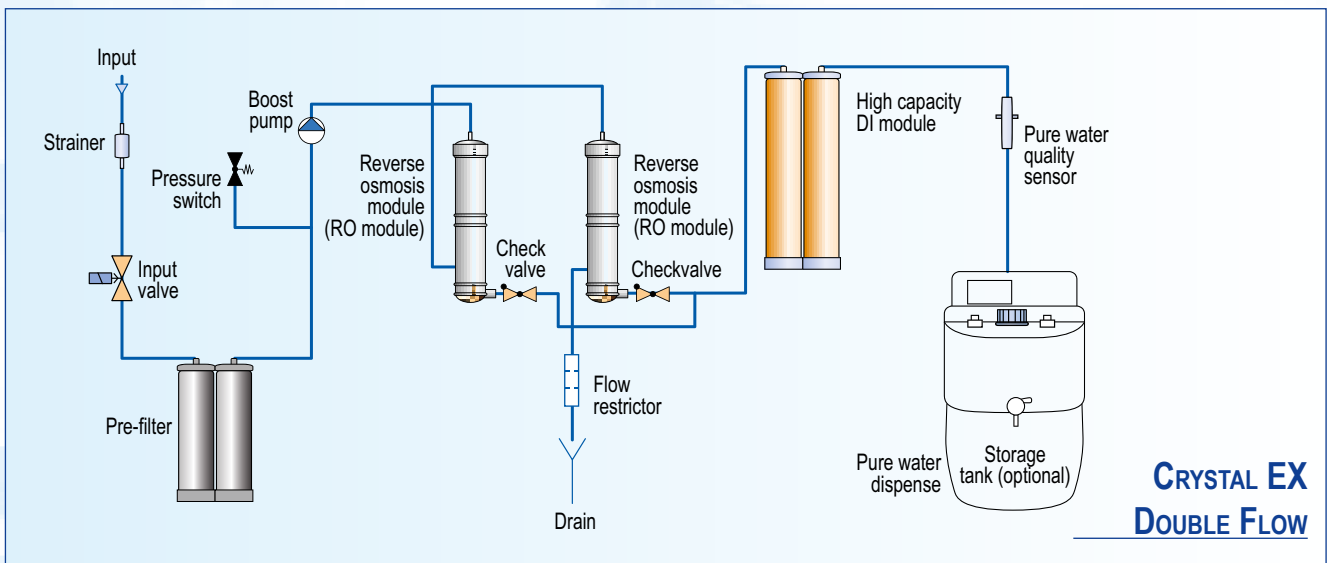 Input
Strainer
Input
valve
Pre-filter
Pressure
switch
Boost
pump
Reverse
osmosis
module
(RO module)
Check
valve
Reverse
osmosis
module
(RO module)
Checkvalve
Flow
restrictor
Drain
High capacity
DI module
Pure water
quality
sensor
Pure water
dispense
Storage
tank (optional)
CRYSTAL EX
DOUBLE FLOW